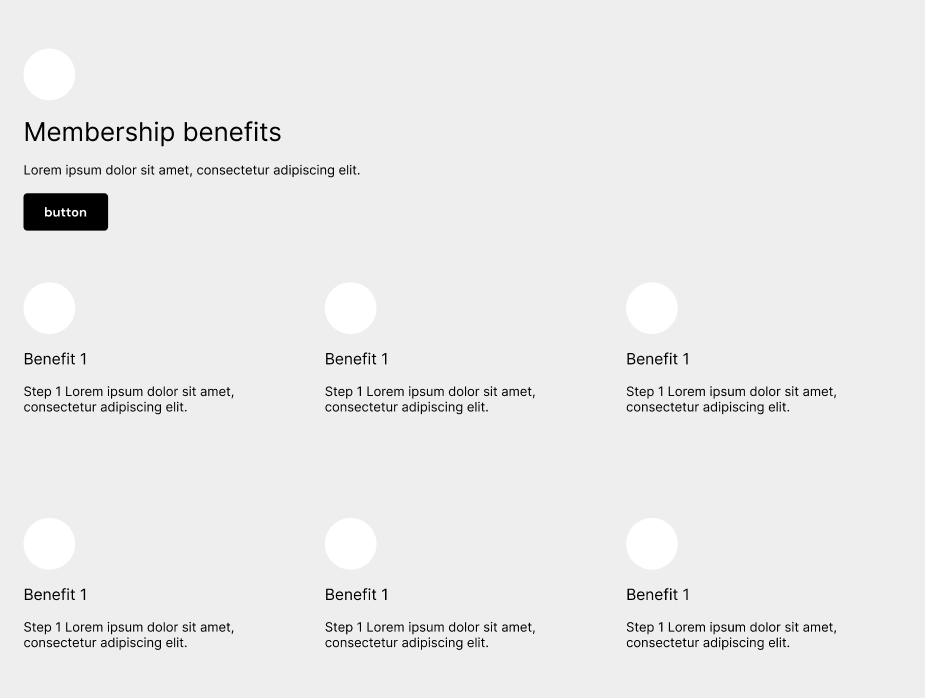 Membership benefits
Lorem ipsum dolor sit amet, consectetur adipiscing elit.
button
Benefit 1
Step 1 Lorem ipsum dolor sit amet,
consectetur adipiscing elit.
Benefit 1
Step 1 Lorem ipsum dolor sit amet,
consectetur adipiscing elit.
Benefit 1
Step 1 Lorem ipsum dolor sit amet,
consectetur adipiscing elit.
Benefit 1
Step 1 Lorem ipsum dolor sit amet,
consectetur adipiscing elit.
Benefit 1
Step 1 Lorem ipsum dolor sit amet,
consectetur adipiscing elit.
Benefit 1
Step 1 Lorem ipsum dolor sit amet,
consectetur adipiscing elit.